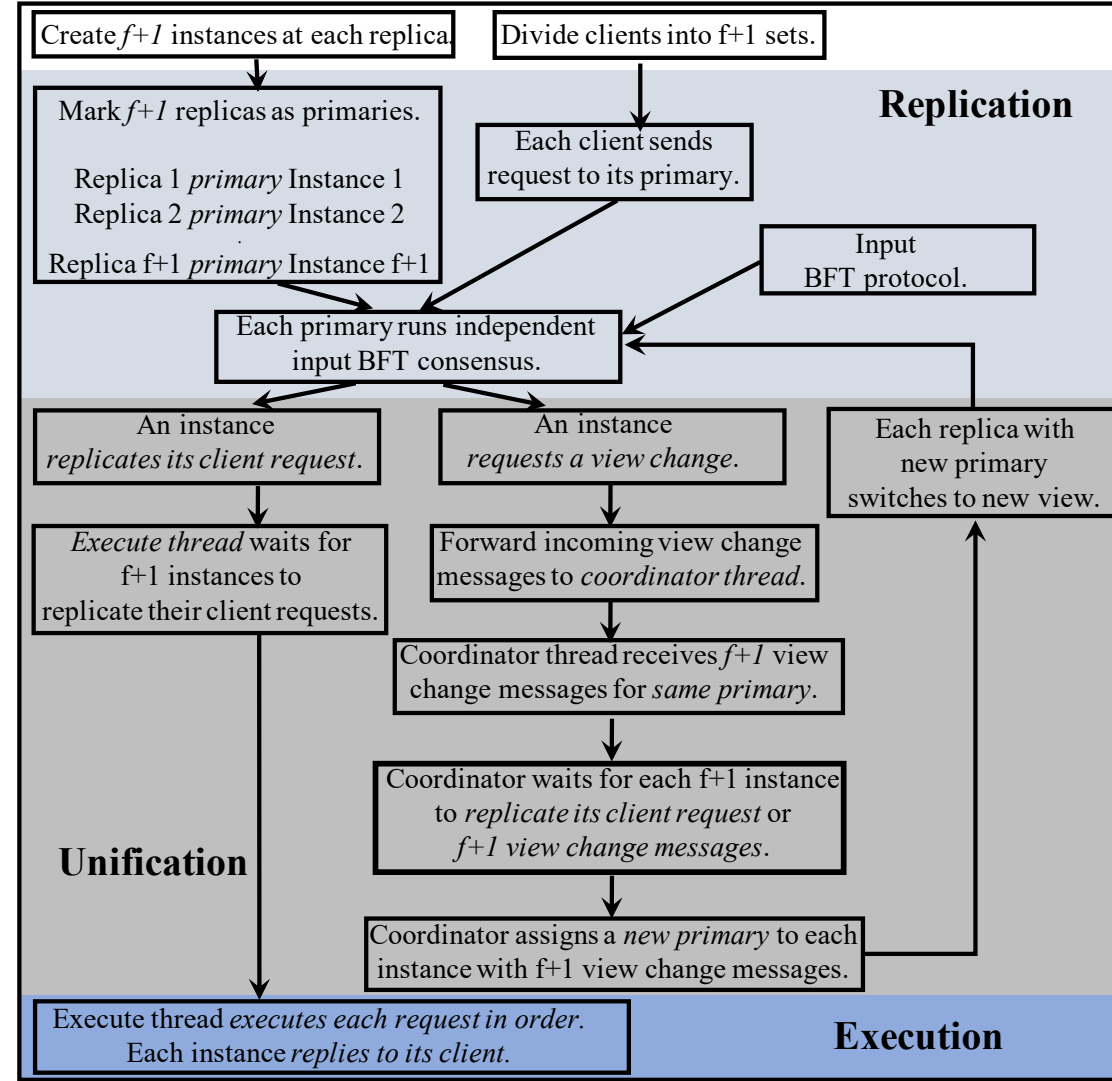 Create f+1 instances at each replica.
Divide clients into f+1 sets.
Replication
Mark f+1 replicas as primaries.
Replica 1 primary Instance 1
Replica 2 primary Instance 2
.
Replica f+1 primary Instance f+1
Each client sends
request to its primary.
Input
BFT protocol.
Each primary runs independent
input BFT consensus.
An instance
replicates its client request.
An instance
requests a view change.
Each replica with
new primary
switches to new view.
Execute thread waits for
f+1 instances to
replicate their client requests.
Forward incoming view change
messages to coordinator thread.
Coordinator thread receives f+1 view
change messages for same primary.
Coordinator waits for each f+1 instance
to replicate its client request or
f+1 view change messages.
Unification
Coordinator assigns a new primary to each
instance with f+1 view change messages.
Execute thread executes each request in order.
Each instance replies to its client.
Execution